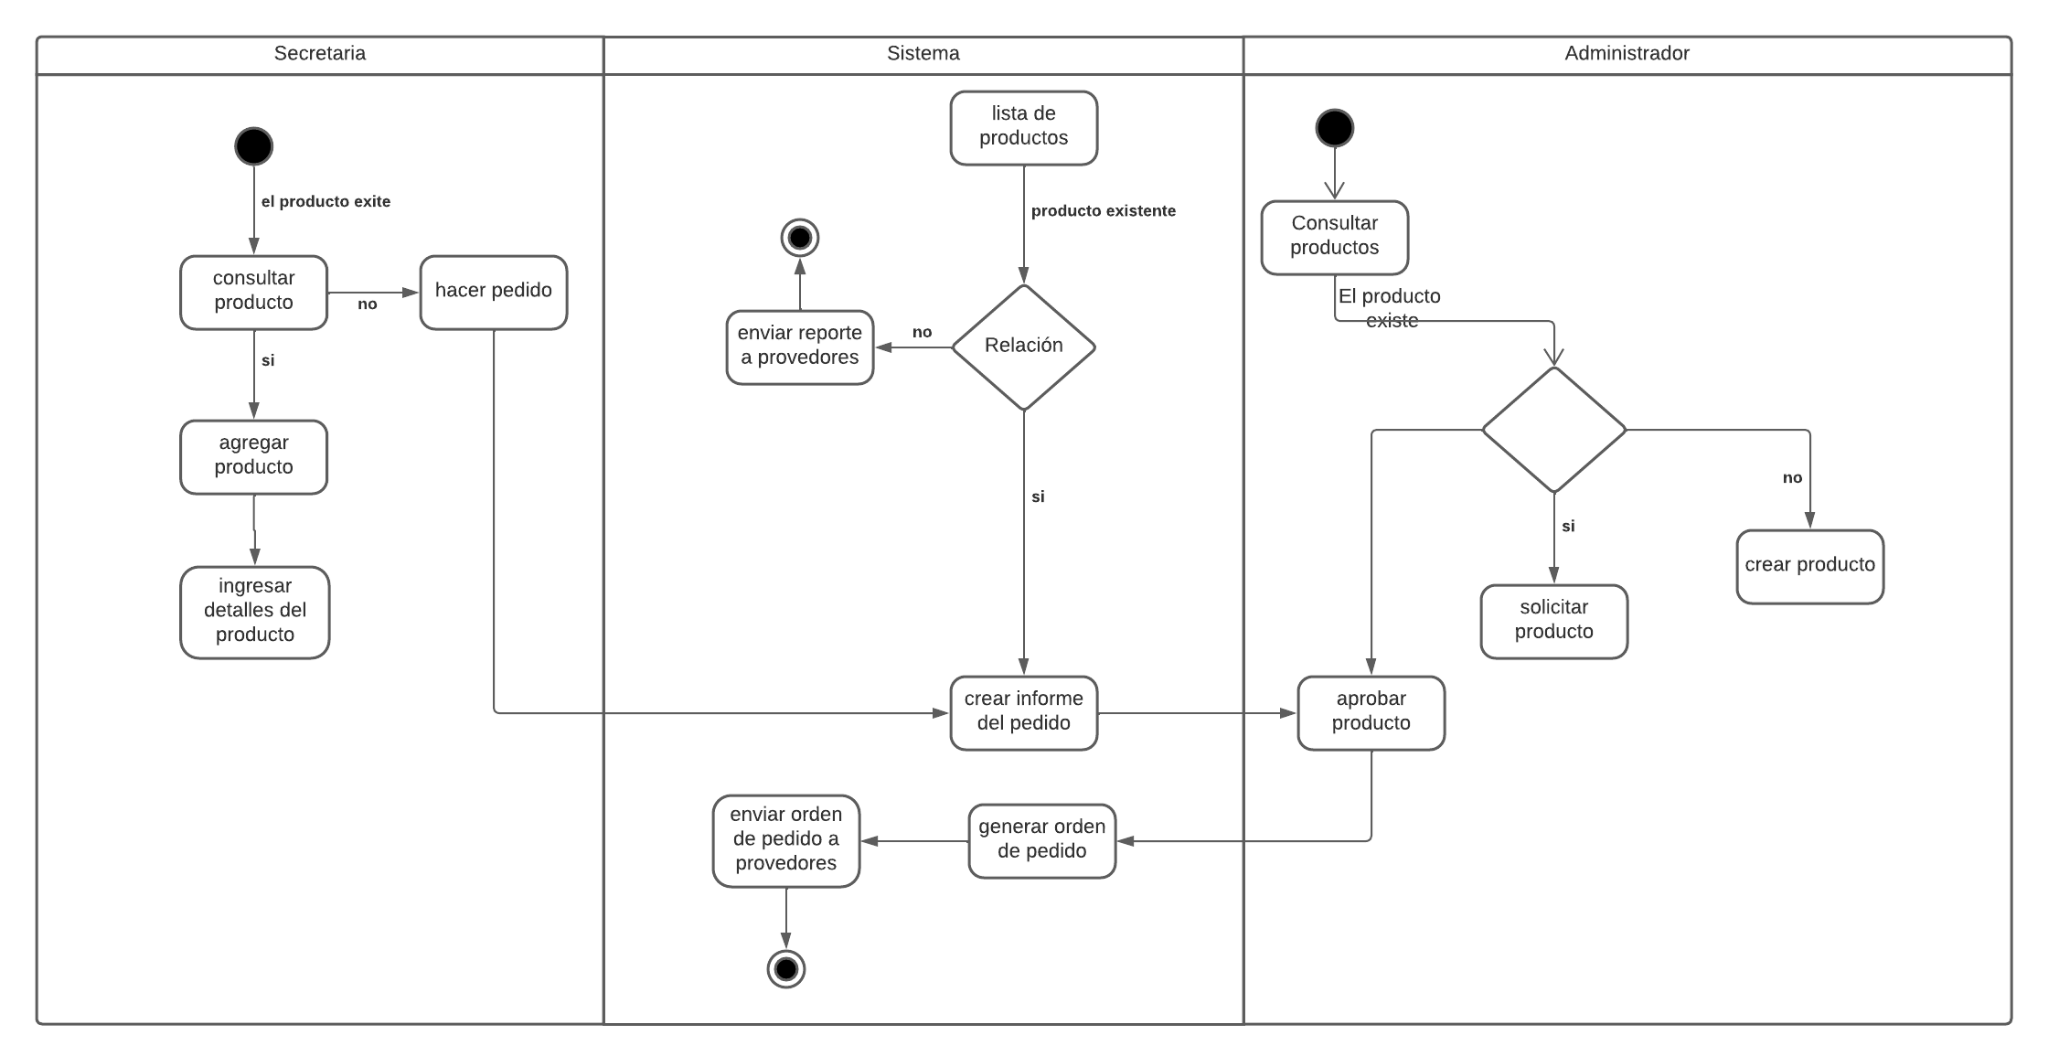 Secretaria
Sistema
Administrador
el producto exite
consultar
producto
no
hacer pedido
si
agregar
producto
ingresar
detalles del
producto
lista de
productos
producto existente
Relación
no
enviar reporte
a provedores
si
crear informe
del pedido
generar orden
de pedido
enviar orden
de pedido a
provedores
Consultar
productos
El producto
existe
no
si
crear producto
solicitar
producto
aprobar
producto